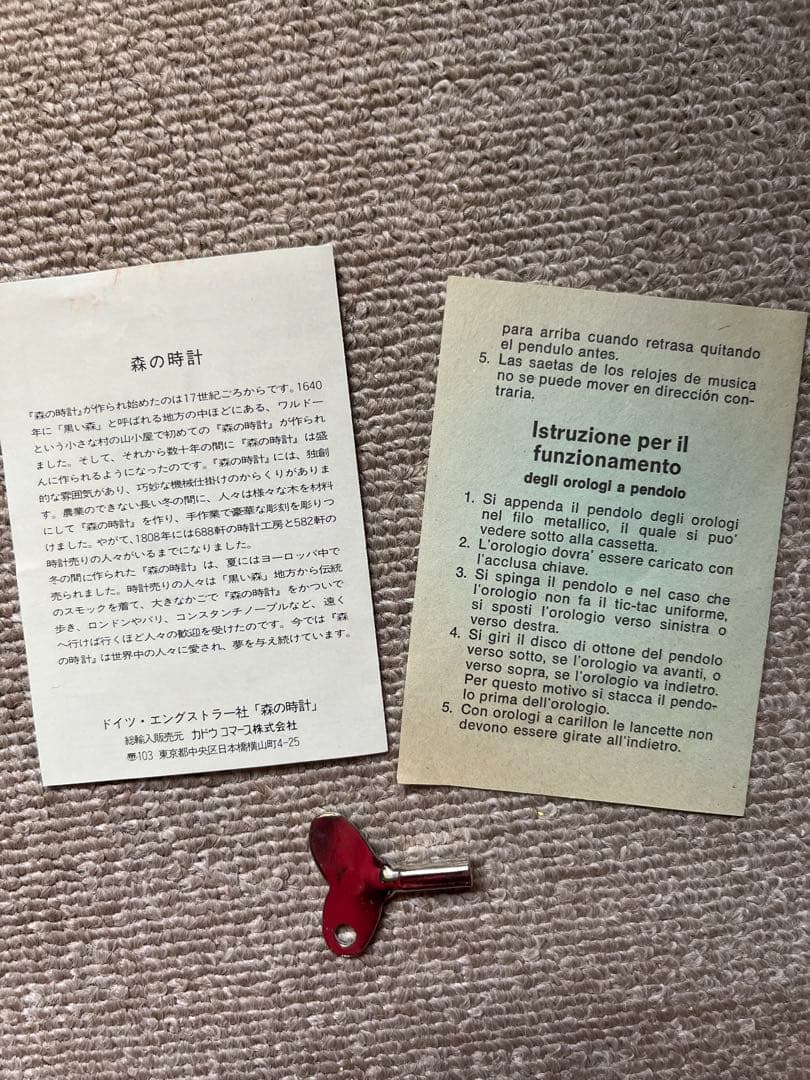 森の時計
『森の時計』が作られ始めたのは17世紀ごろからです。1640
年に「黒い森」と呼ばれる地方の中ほどにある、ワルドー
という小さな村の山小屋で初めての『森の時計』が作られ
ました。そして、それから数十年の間に『森の時計』は盛
んに作られるようになったのです。『森の時計』には、独創
的な雰囲気があり、巧妙な機械仕掛けのからくりがありま
す。農業のできない長い冬の間に、人々は様々な木を材料
にして『森の時計』を作り、手作業で豪華な彫刻を彫りつ
けました。やがて、1808年には688軒の時計工房と582軒の
時計売りの人々がいるまでになりました。
冬の間に作られた『森の時計』は、夏にはヨーロッパ中で
売られました。時計売りの人々は「黒い森」地方から伝統
のスモックを着て、大きなかごで『森の時計』をかついで
歩き、ロンドンやパリ、コンスタンチノープルなど、遠く
へ行けば行くほど人々の歓迎を受けたのです。今では『森
の時計』は世界中の人々に愛され、夢を与え続けています。
ドイツ・エングストラー社「森の時計」
総輸入販売元 カドウ コマース株式会社
〠103 東京都中央区日本橋横山町4-25
para arriba cuando retrasa quitando
el pendulo antes.
5. Las saetas de los relojes de musica
no se puede mover en dirección con-
traria.
Istruzione per il
funzionamento
degli orologi a pendolo
1. Si appenda il pendolo degli orologi
nel filo metallico, il quale si puo'
vedere sotto alla cassetta.
2. L'orologio dovra' essere caricato con
l'acclusa chiave.
3. Si spinga il pendolo e nel caso che
l'orologio non fa il tic-tac uniforme,
si sposti l'orologio verso sinistra o
verso destra.
4. Si giri il disco di ottone del pendolo
verso sotto, se l'orologio va avanti, o
verso sopra, se l'orologio va indietro.
Per questo motivo si stacca il pendo-
lo prima dell'orologio.
5. Con orologi a carillon le lancette non
devono essere girate all'indietro.